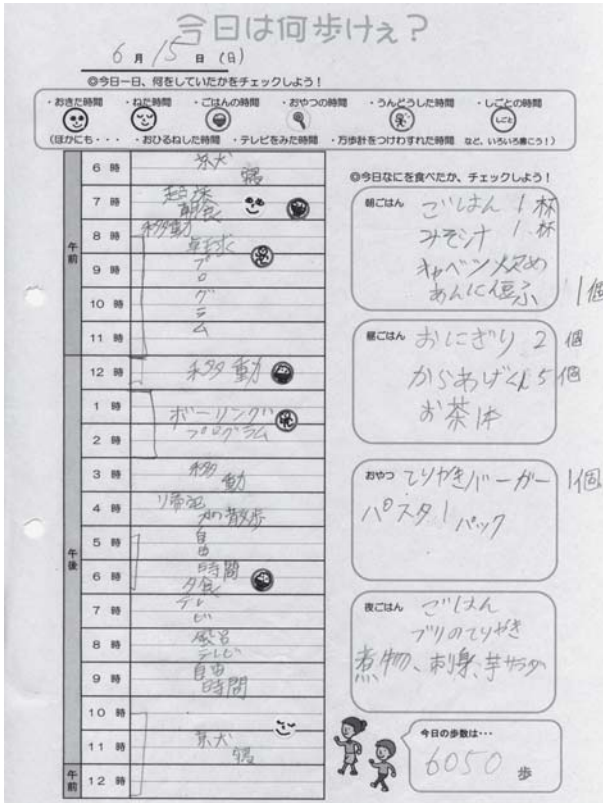 今日は何歩けぇ?
6月15日(日)
◎今日一日、何をしていたかをチェックしよう!
・おきた時間 ・ねた時間 ・ごはんの時間 ・おやつの時間 ・うんどうした時間 ・しごとの時間
しごと
(ほかにも・・・ ・おひるねした時間 ・テレビをみた時間 ・万歩計をつけわすれた時間 など、いろいろ書こう!)
午前
6時
7時 起床
朝食
8時 移動
卓球
9時 プロ
10時 グラ
11時 ム
午後
12時 移動
1時 ボーリング
2時 プログラム
3時 移動
4時 散歩
5時 自由
6時 時間
夕食
7時 テレビ
8時 風呂
テレビ
9時 自由
時間
10時
11時
午前
12時
◎今日なにを食べたか、チェックしよう!
朝ごはん ごはん 1杯
みそ汁 1杯
キャベツ炒め
あんにん豆ふ 1個
昼ごはん おにぎり 2個
からあげくん 5個
お茶 1本
おやつ てりやきバーガー 1個
パスタ 1パック
夜ごはん ごはん
ブリのてりやき
煮物、刺身、芋サラダ
今日の歩数は・・・
6050 歩